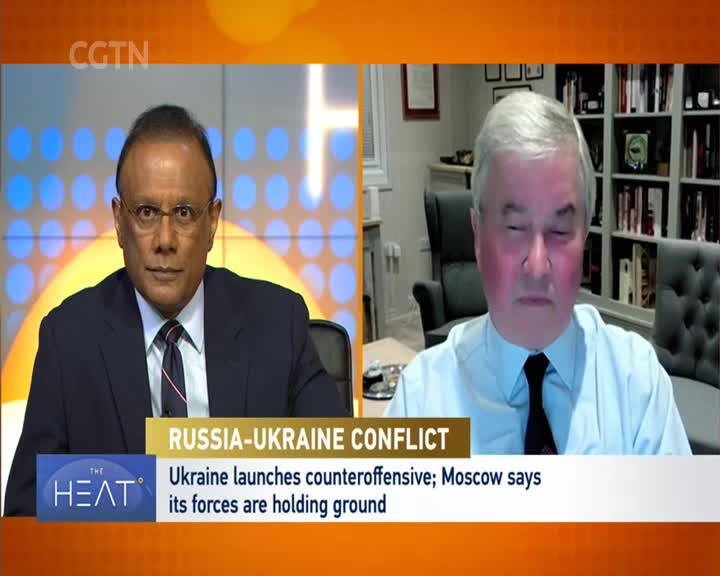 CGTN
RUSSIA-UKRAINE CONFLICT
THE
HEAT
Ukraine launches counteroffensive; Moscow says
its forces are holding ground